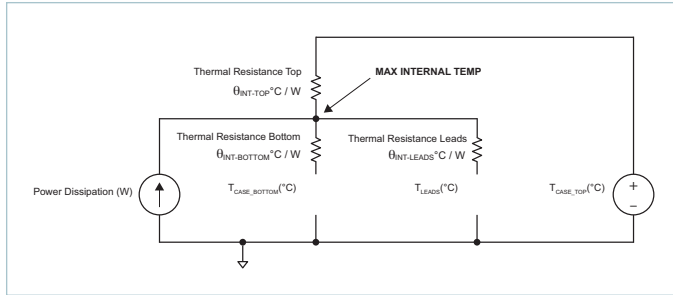 Thermal Resistance Top
θINT-TOP°C / W
MAX INTERNAL TEMP
Thermal Resistance Bottom
θINT-BOTTOM°C / W
Thermal Resistance Leads
θINT-LEADS°C / W
Power Dissipation (W)
TCASE_BOTTOM(°C)
TLEADS(°C)
TCASE_TOP(°C)
+
–